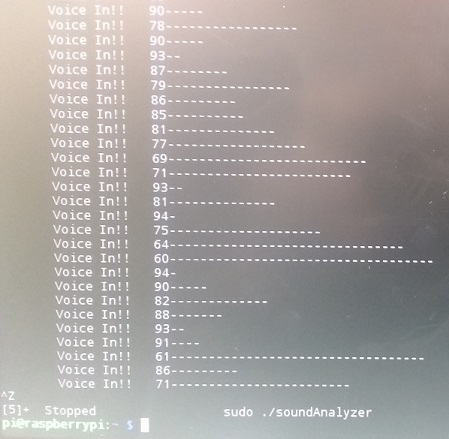 Voice In!! 90-----
Voice In!! 78-----------------
Voice In!! 90-----
Voice In!! 93--
Voice In!! 87--------
Voice In!! 79----------------
Voice In!! 86---------
Voice In!! 85----------
Voice In!! 81--------------
Voice In!! 77------------------
Voice In!! 69--------------------------
Voice In!! 71------------------------
Voice In!! 93--
Voice In!! 81--------------
Voice In!! 94-
Voice In!! 75--------------------
Voice In!! 64-------------------------------
Voice In!! 60-----------------------------------
Voice In!! 94-
Voice In!! 90-----
Voice In!! 82-------------
Voice In!! 88-------
Voice In!! 93--
Voice In!! 91----
Voice In!! 61----------------------------------
Voice In!! 86---------
Voice In!! 71------------------------
^Z
[5]+ Stopped sudo ./soundAnalyzer
pi@raspberrypi:~ $